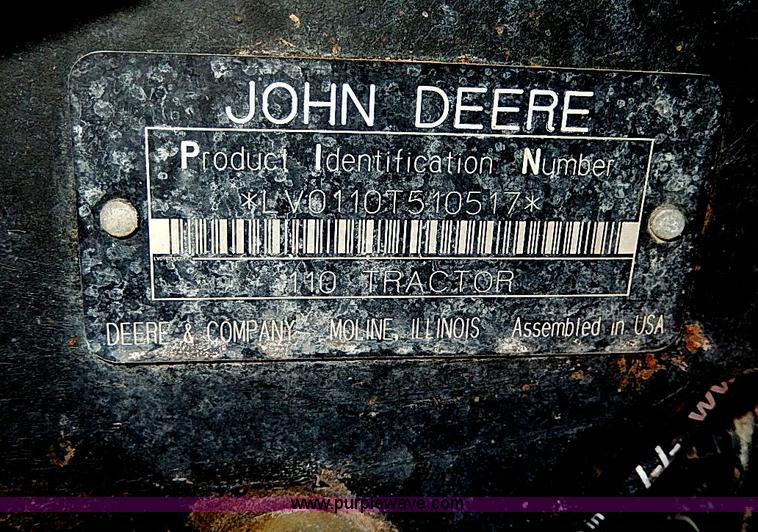 JOHN DEERE
Product Identification Number
*LV0110T510517*
110 TRACTOR
DEERE & COMPANY MOLINE, ILLINOIS Assembled in USA
www.purplewave.com